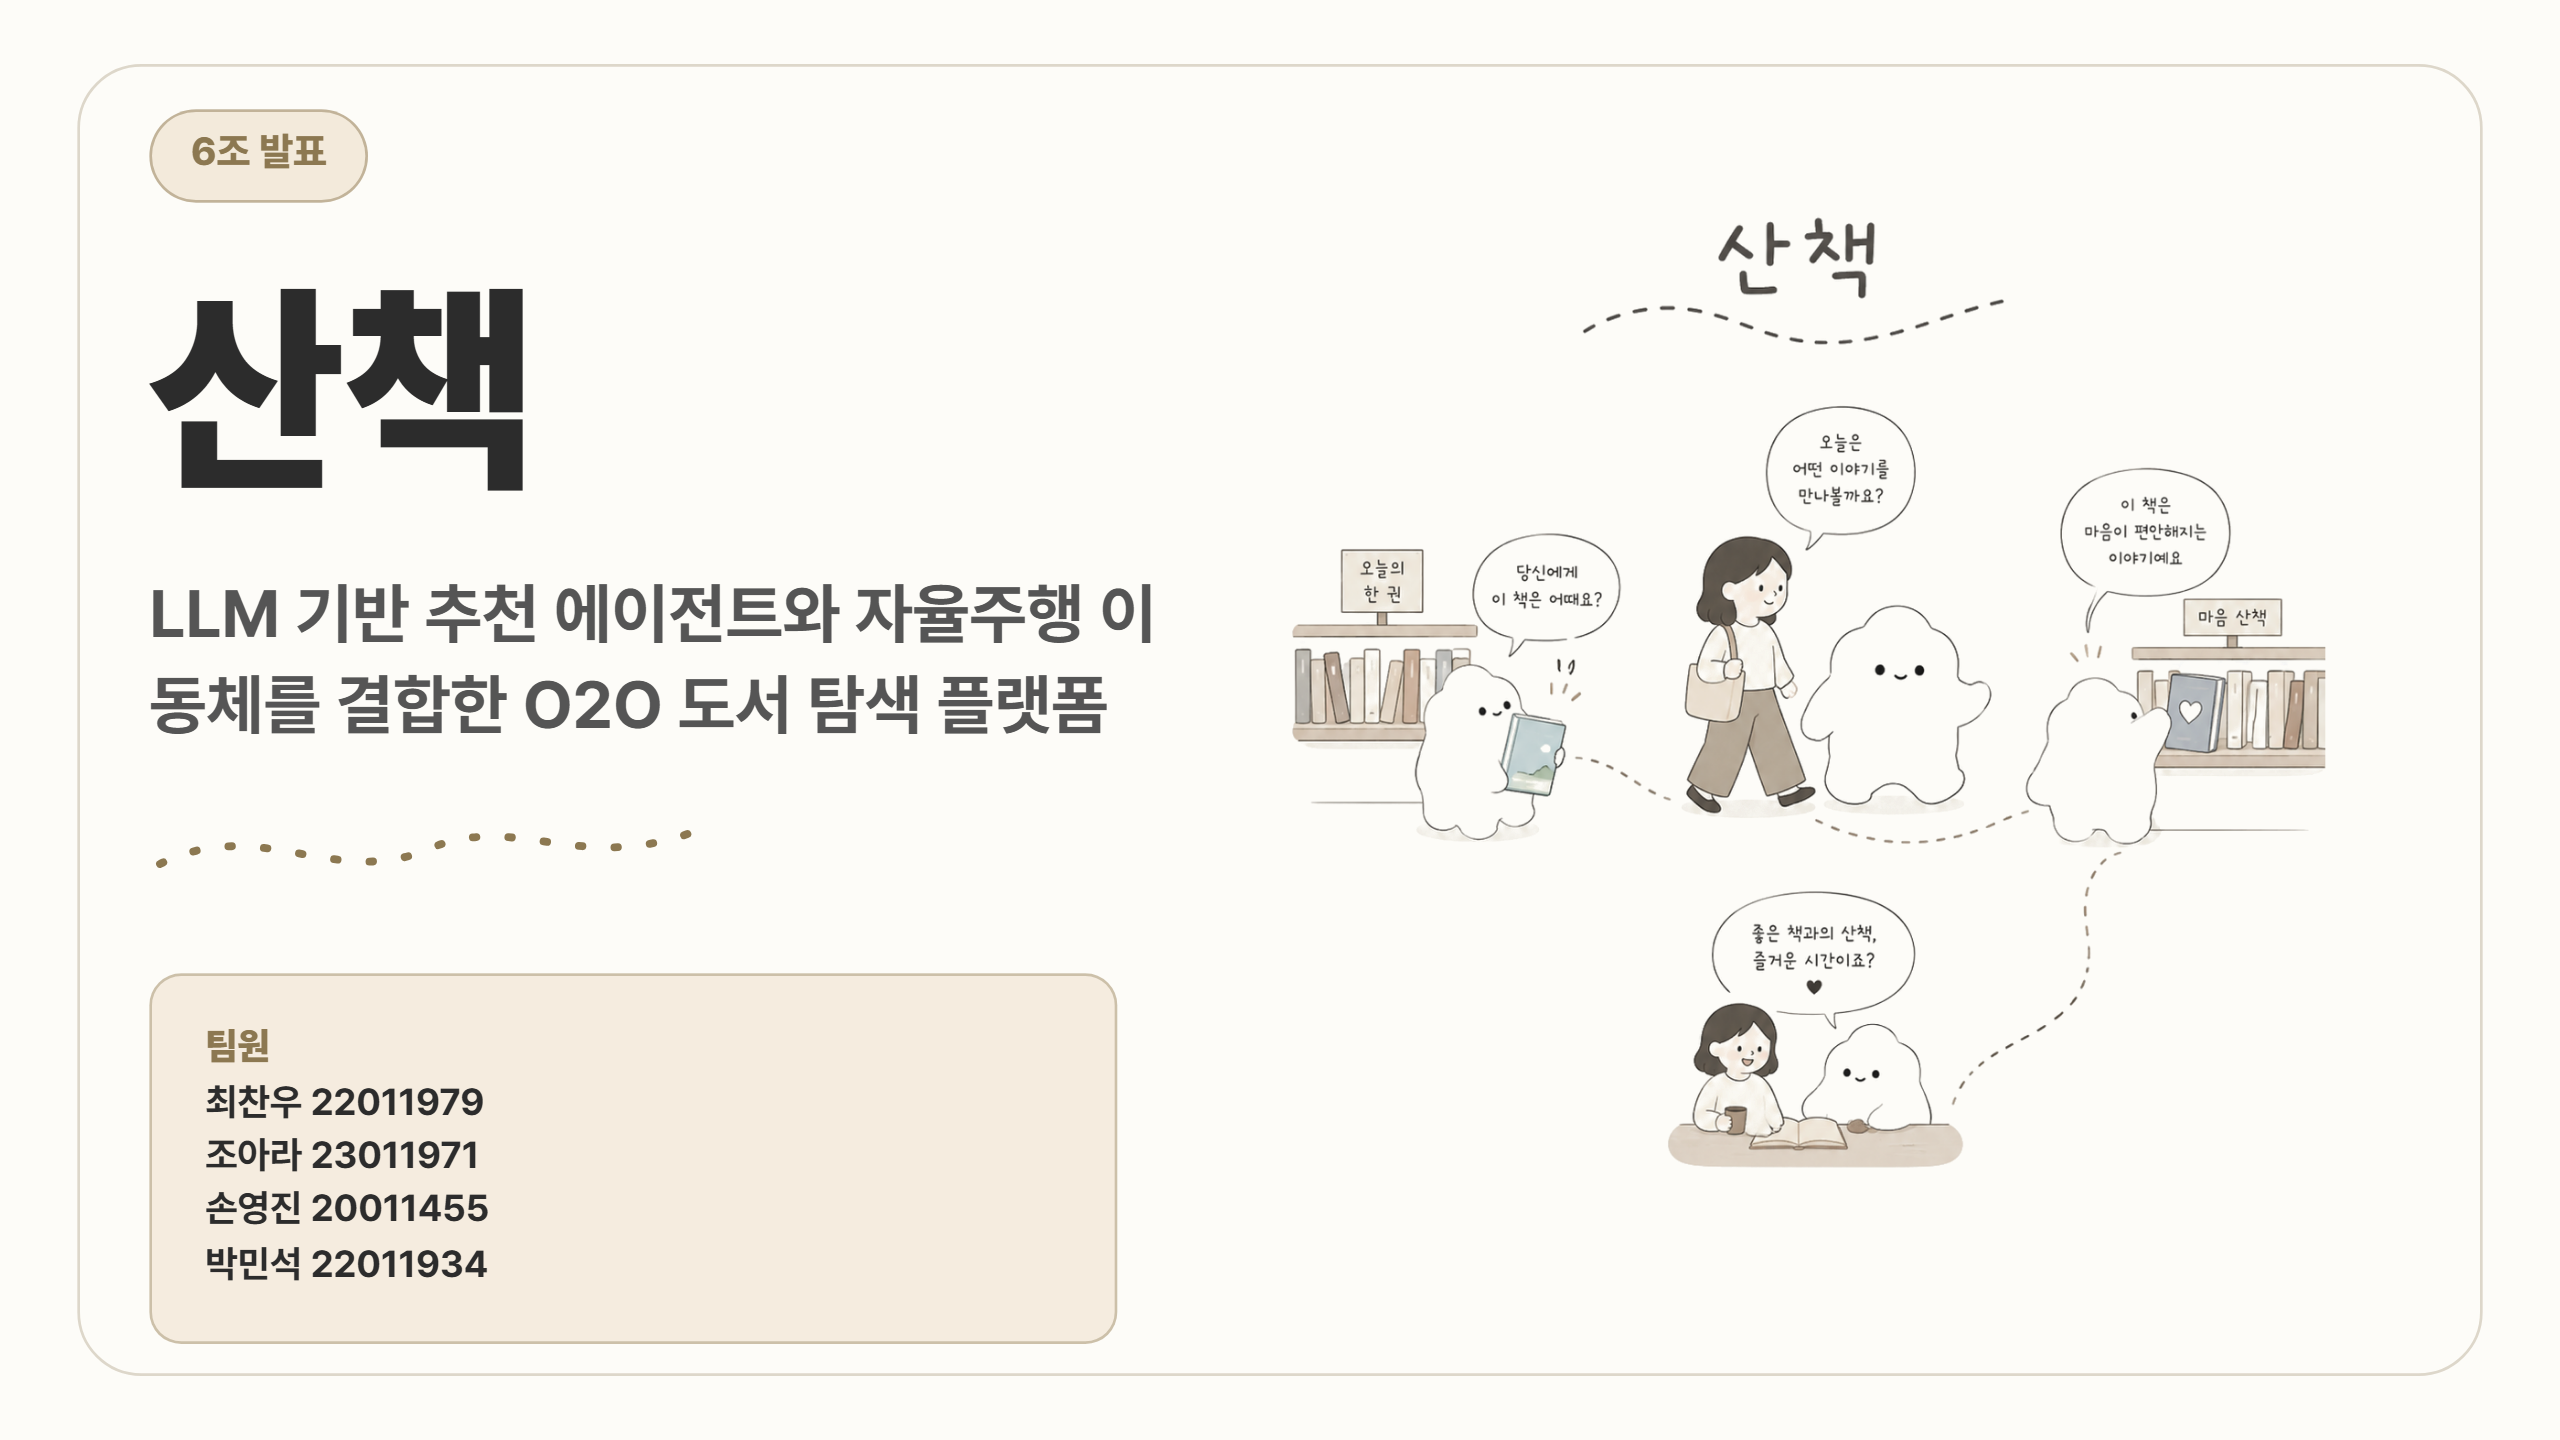 6조 발표
산책
LLM 기반 추천 에이전트와 자율주행 이
동체를 결합한 O2O 도서 탐색 플랫폼
팀원
최찬우 22011979
조아라 23011971
손영진 20011455
박민석 22011934
산책
오늘은
어떤 이야기를
만나볼까요?
오늘의
한 권
당신에게
이 책은 어때요?
이 책은
마음이 편안해지는
이야기예요
마음 산책
좋은 책과의 산책,
즐거운 시간이죠?
♥